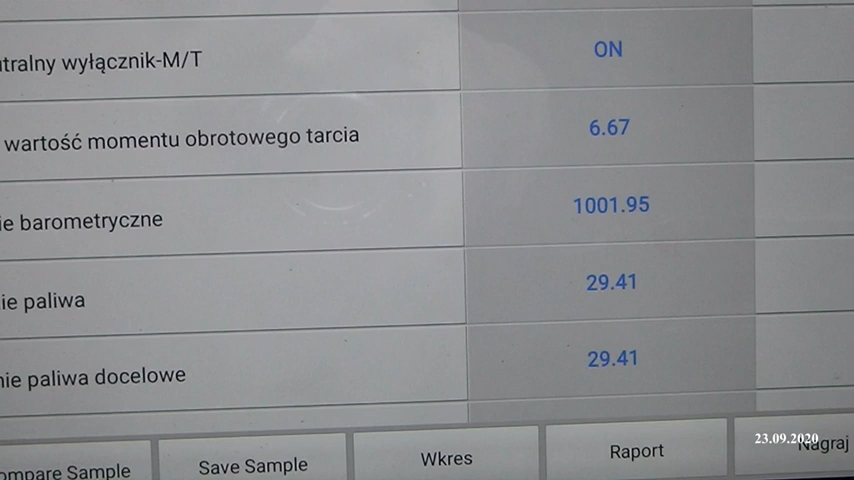 utralny wyłącznik-M/T ON
wartość momentu obrotowego tarcia 6.67
ie barometryczne 1001.95
ie paliwa 29.41
nie paliwa docelowe 29.41
ompare Sample Save Sample Wkres Raport Nagraj
23.09.2020